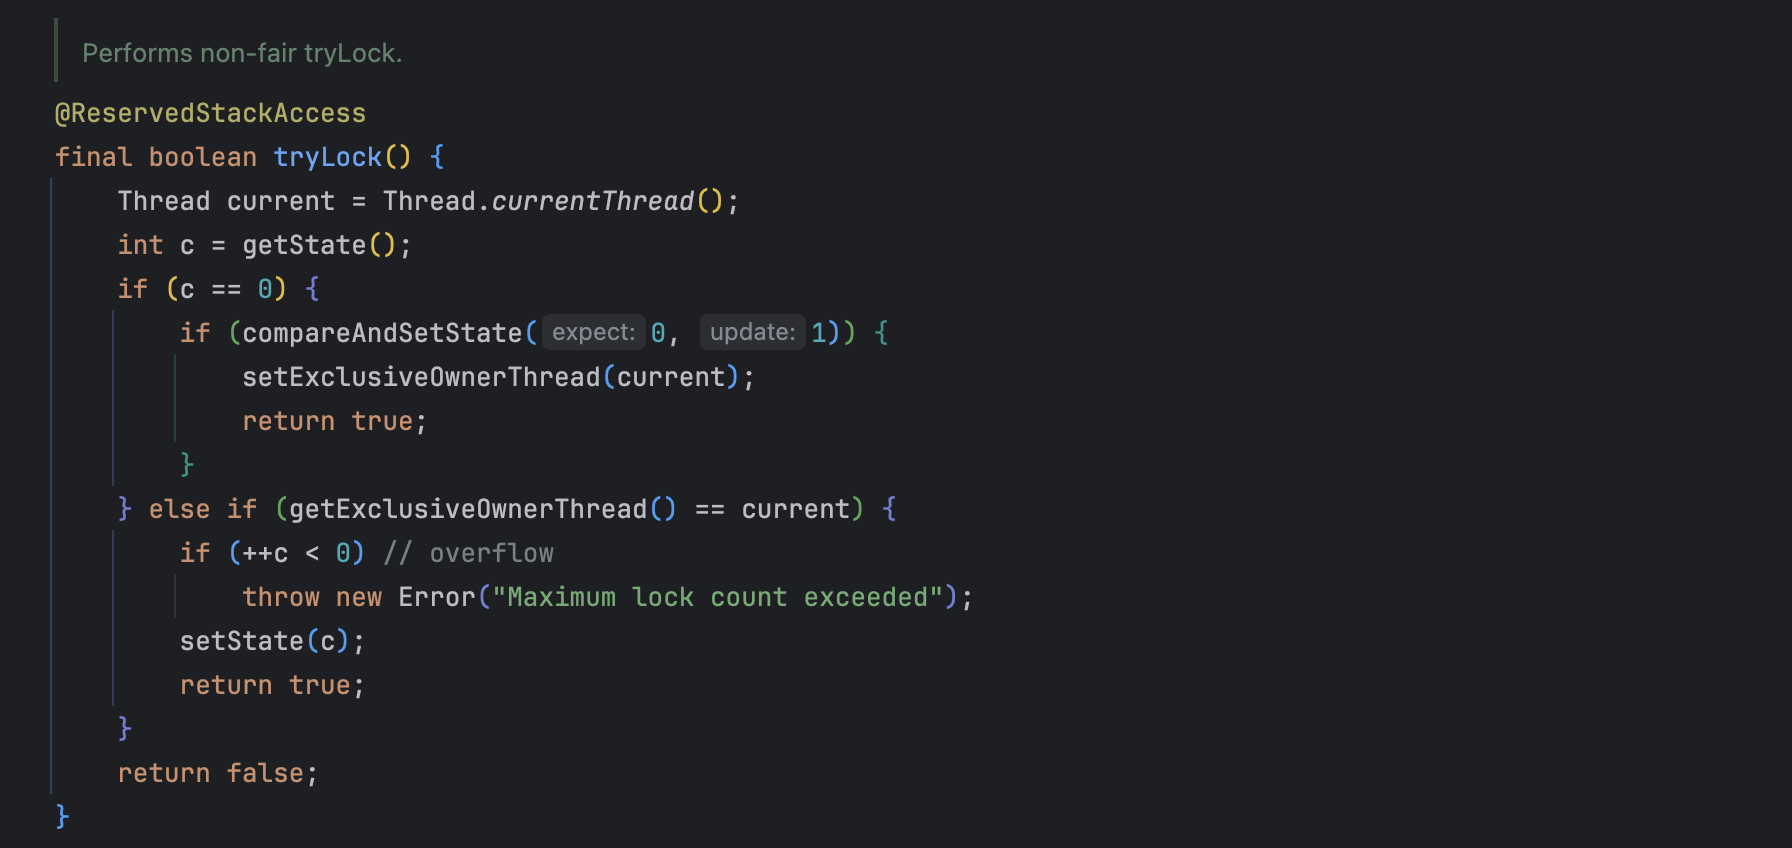 Performs non-fair tryLock.
@ReservedStackAccess
final boolean tryLock() {
    Thread current = Thread.currentThread();
    int c = getState();
    if (c == 0) {
        if (compareAndSetState( expect: 0,  update: 1)) {
            setExclusiveOwnerThread(current);
            return true;
        }
    } else if (getExclusiveOwnerThread() == current) {
        if (++c < 0) // overflow
            throw new Error("Maximum lock count exceeded");
        setState(c);
        return true;
    }
    return false;
}